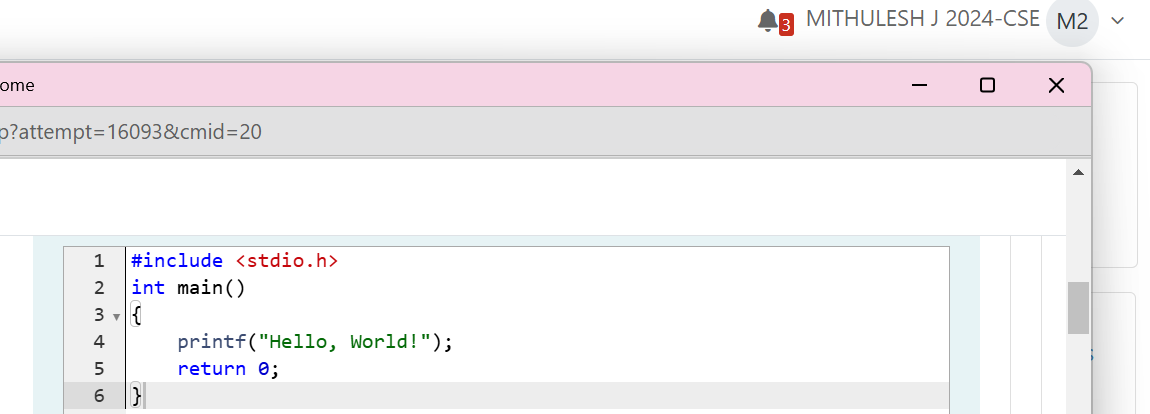 3 MITHULESH J 2024-CSE M2
ome
p?attempt=16093&cmid=20
1 #include <stdio.h>
2 int main()
3 {
4 printf("Hello, World!");
5 return 0;
6 }